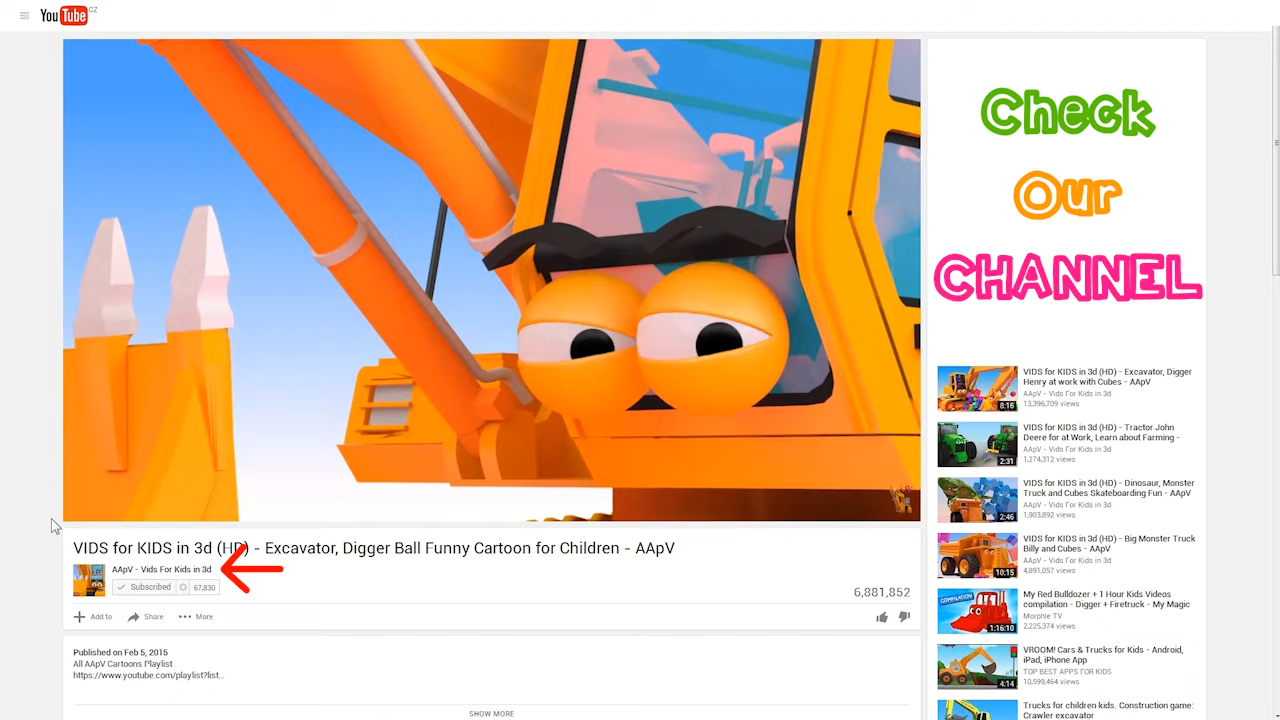 YouTube CZ
Check
Our
CHANNEL
VIDS for KIDS in 3d (HD) - Excavator, Digger Ball Funny Cartoon for Children - AApV
AApV - Vids For Kids in 3d
Subscribed 67,830
6,881,852
Add to Share More
Published on Feb 5, 2015
All AApV Cartoons Playlist
https://www.youtube.com/playlist?list...
SHOW MORE
VIDS for KIDS in 3d (HD) - Excavator, Digger
Henry at work with Cubes - AApV
AApV - Vids For Kids in 3d
13,396,709 views
8:16
VIDS for KIDS in 3d (HD) - Tractor John
Deere for at Work, Learn about Farming -
AApV - Vids For Kids in 3d
1,274,312 views
2:31
VIDS for KIDS in 3d (HD) - Dinosaur, Monster
Truck and Cubes Skateboarding Fun - AApV
AApV - Vids For Kids in 3d
1,903,892 views
2:46
VIDS for KIDS in 3d (HD) - Big Monster Truck
Billy and Cubes - AApV
AApV - Vids For Kids in 3d
4,891,057 views
10:15
My Red Bulldozer + 1 Hour Kids Videos
compilation - Digger + Firetruck - My Magic
Morphle TV
2,225,374 views
COMPILATION
1:16:10
VROOM! Cars & Trucks for Kids - Android,
iPad, iPhone App
TOP BEST APPS FOR KIDS
10,599,464 views
4:14
Trucks for children kids. Construction game:
Crawler excavator